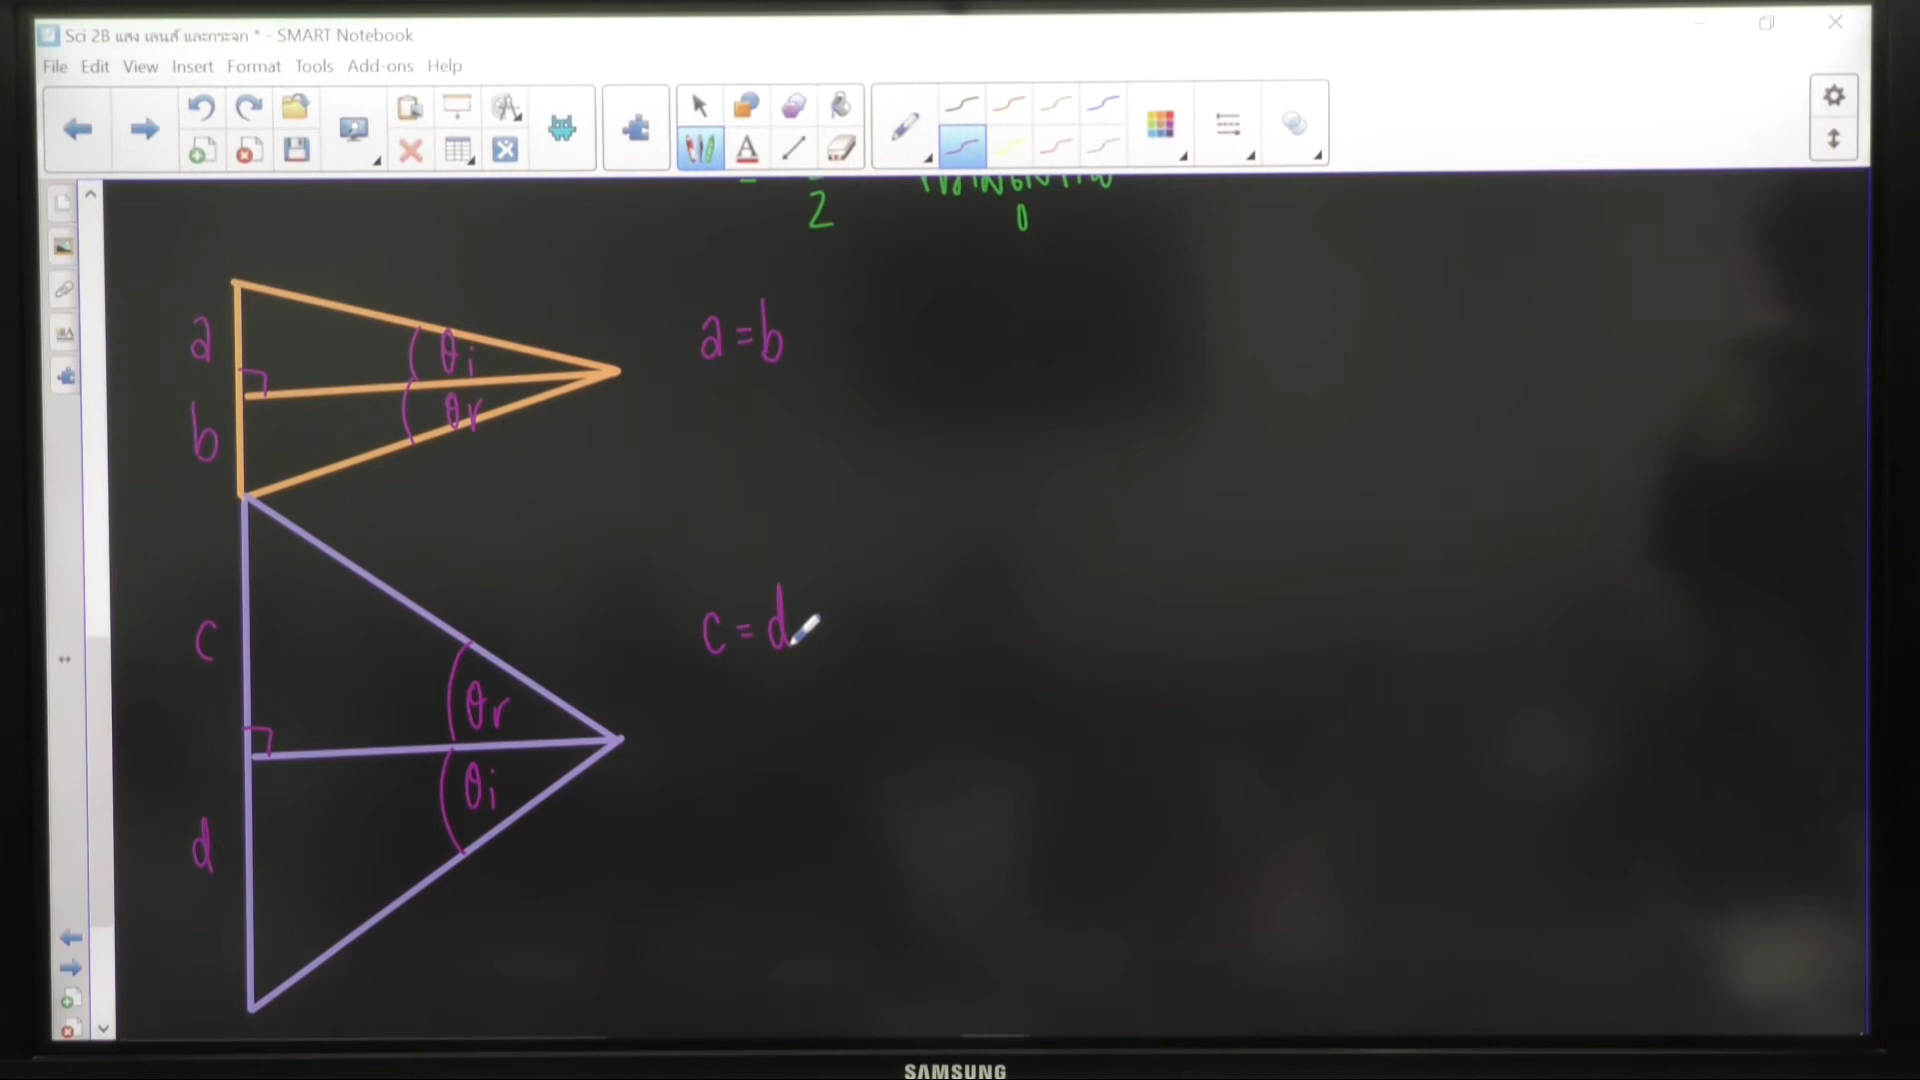 Sci 2B แสง เลนส์ และกระจก * - SMART Notebook
File Edit View Insert Format Tools Add-ons Help
2
0
a
θi
a = b
b
θr
c
c = d
θr
θi
d
SAMSUNG